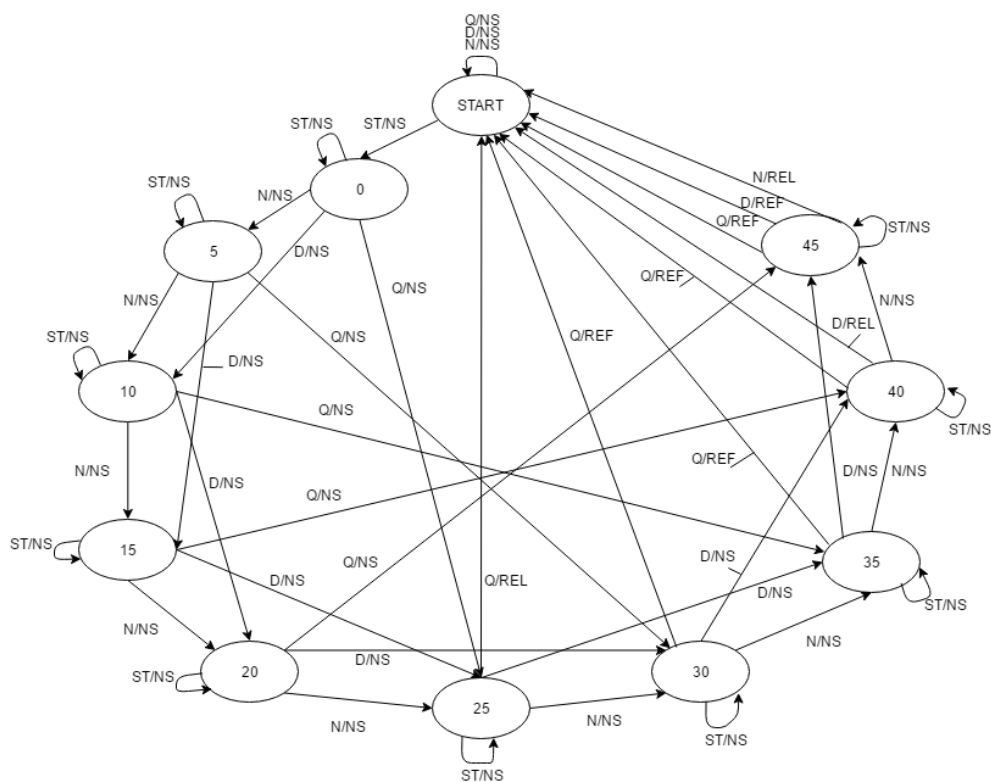 Q/NS
D/NS
N/NS
START
ST/NS
ST/NS
0
ST/NS
N/NS
N/REL
D/REF
Q/REF
5
D/NS
45
ST/NS
N/NS
Q/NS
Q/REF
N/NS
ST/NS
D/NS
Q/NS
Q/REF
D/REL
10
40
Q/NS
ST/NS
N/NS
D/NS
Q/NS
Q/REF
D/NS
N/NS
ST/NS
15
D/NS
Q/NS
Q/REL
D/NS
D/NS
35
ST/NS
N/NS
N/NS
ST/NS
20
D/NS
30
25
N/NS
N/NS
ST/NS
ST/NS